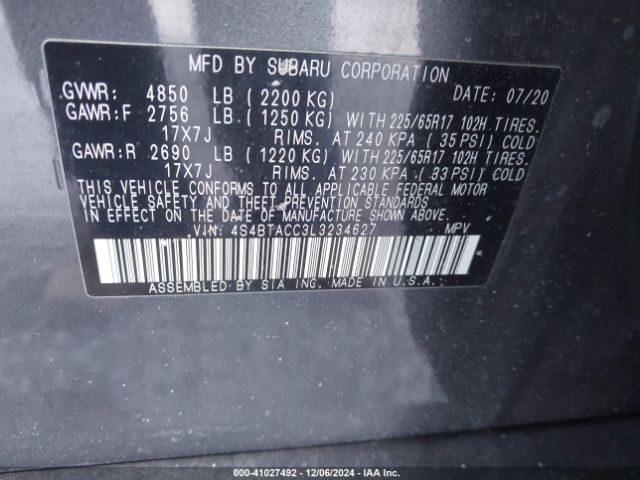 MFD BY SUBARU CORPORATION
GVWR: 4850 LB (2200 KG) DATE: 07/20
GAWR:F 2756 LB (1250 KG) WITH 225/65R17 102H TIRES.
17X7J RIMS. AT 240 KPA (35 PSI) COLD
GAWR:R 2690 LB (1220 KG) WITH 225/65R17 102H TIRES.
17X7J RIMS. AT 230 KPA (33 PSI) COLD
THIS VEHICLE CONFORMS TO ALL APPLICABLE FEDERAL MOTOR
VEHICLE SAFETY AND THEFT PREVENTION STANDARDS
IN EFFECT ON THE DATE OF MANUFACTURE SHOWN ABOVE.
VIN: 4S4BTACC3L3234627 MPV
ASSEMBLED BY SIA INC, MADE IN U.S.A.
000-41027492 - 12/06/2024 - IAA Inc.